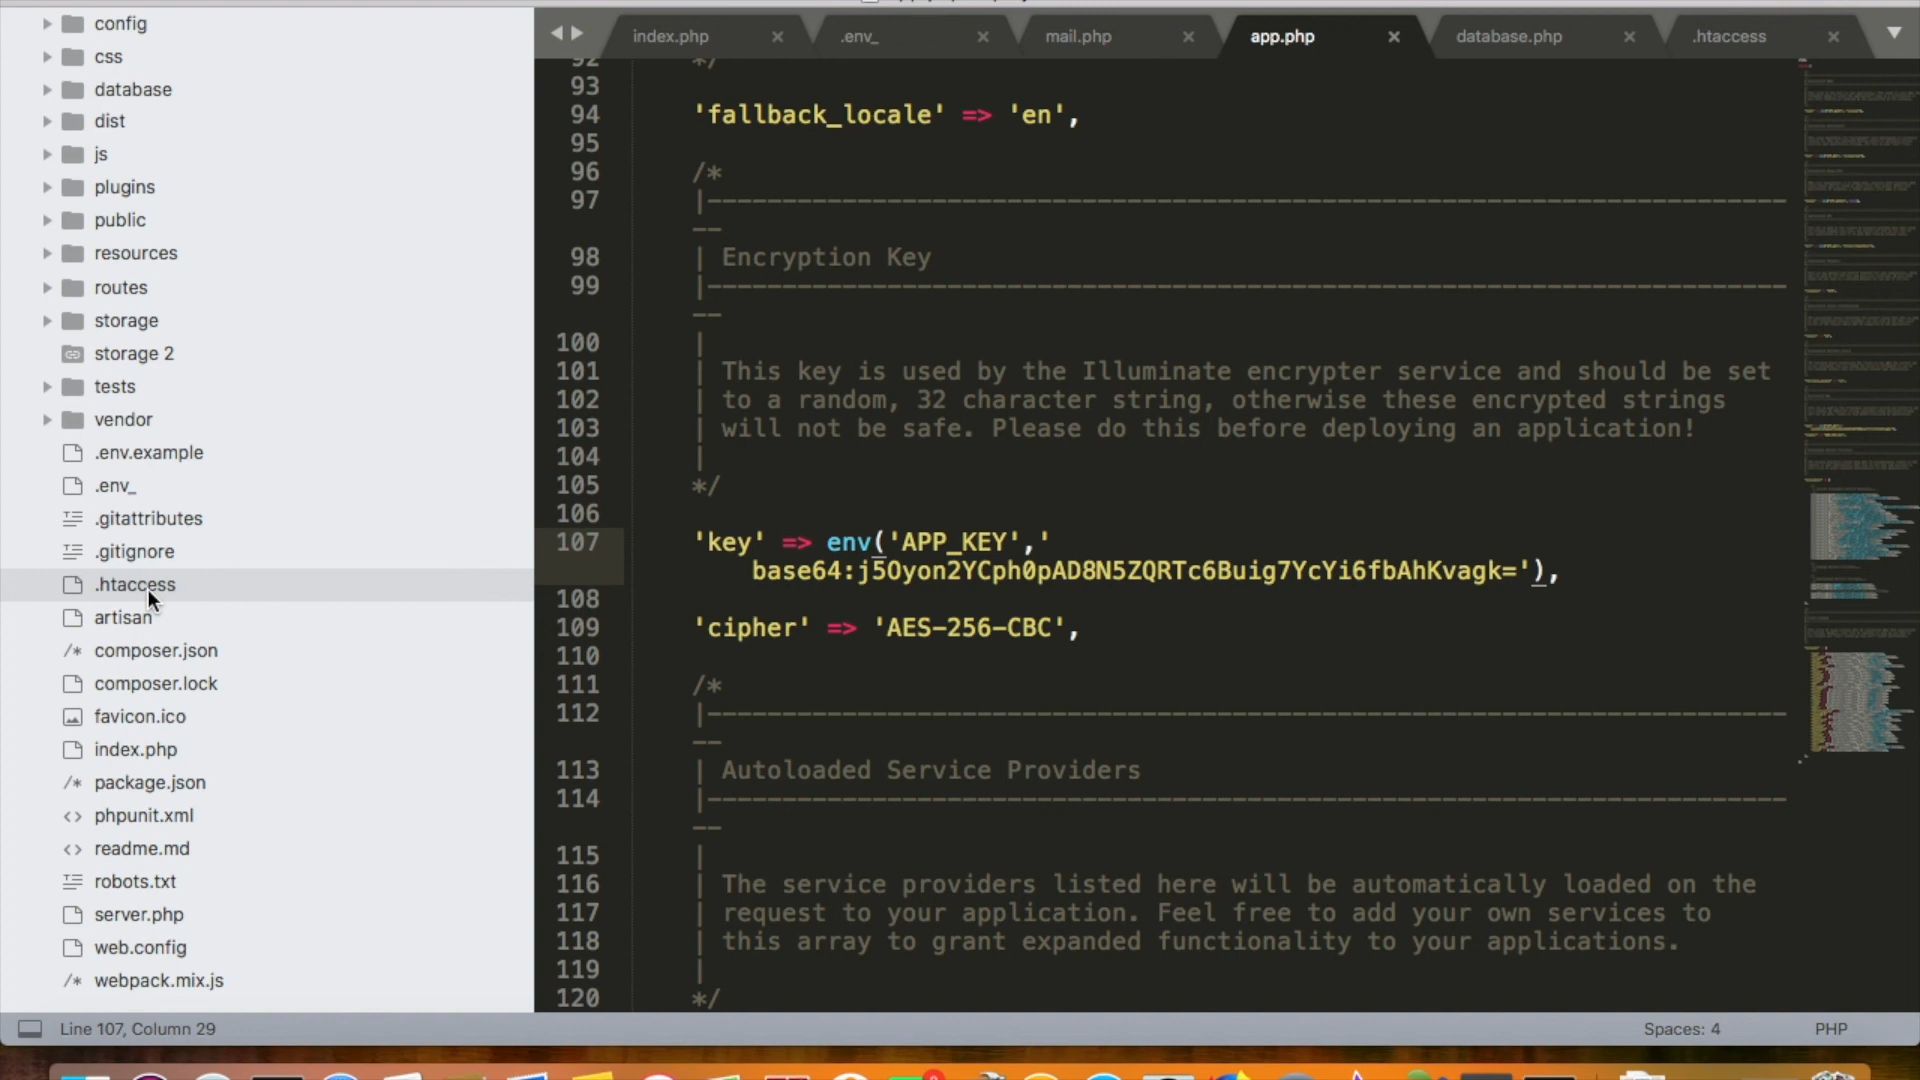 config
css
database
dist
js
plugins
public
resources
routes
storage
storage 2
tests
vendor
.env.example
.env_
.gitattributes
.gitignore
.htaccess
artisan
composer.json
composer.lock
favicon.ico
index.php
package.json
phpunit.xml
readme.md
robots.txt
server.php
web.config
webpack.mix.js
index.php × .env_ × mail.php × app.php × database.php × .htaccess ×
92 */
93
94 'fallback_locale' => 'en',
95
96 /*
97 |--------------------------------------------------------------------------
98 | Encryption Key
99 |--------------------------------------------------------------------------
100 |
101 | This key is used by the Illuminate encrypter service and should be set
102 | to a random, 32 character string, otherwise these encrypted strings
103 | will not be safe. Please do this before deploying an application!
104 |
105 */
106
107 'key' => env('APP_KEY','
base64:j5Oyon2YCph0pAD8N5ZQRTc6Buig7YcYi6fbAhKvagk='),
108
109 'cipher' => 'AES-256-CBC',
110
111 /*
112 |--------------------------------------------------------------------------
113 | Autoloaded Service Providers
114 |--------------------------------------------------------------------------
115 |
116 | The service providers listed here will be automatically loaded on the
117 | request to your application. Feel free to add your own services to
118 | this array to grant expanded functionality to your applications.
119 |
120 */
Line 107, Column 29
Spaces: 4
PHP